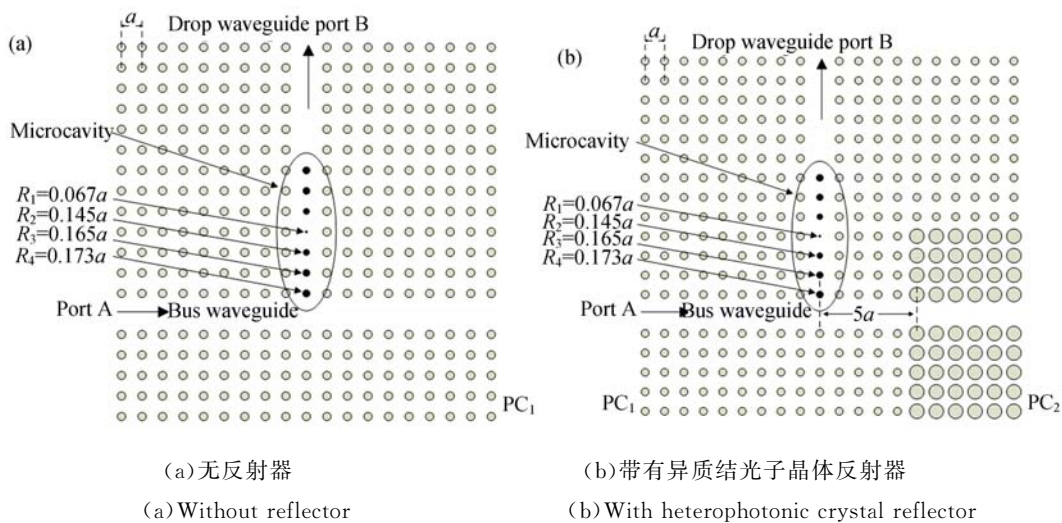 (a)
a
Drop waveguide port B
Microcavity
R₁=0.067a
R₂=0.145a
R₃=0.165a
R₄=0.173a
Port A
Bus waveguide
PC₁
(b)
a
Drop waveguide port B
Microcavity
R₁=0.067a
R₂=0.145a
R₃=0.165a
R₄=0.173a
Port A
Bus waveguide
5a
PC₁
PC₂
(a)无反射器
(a)Without reflector
(b)带有异质结光子晶体反射器
(b)With heterophotonic crystal reflector